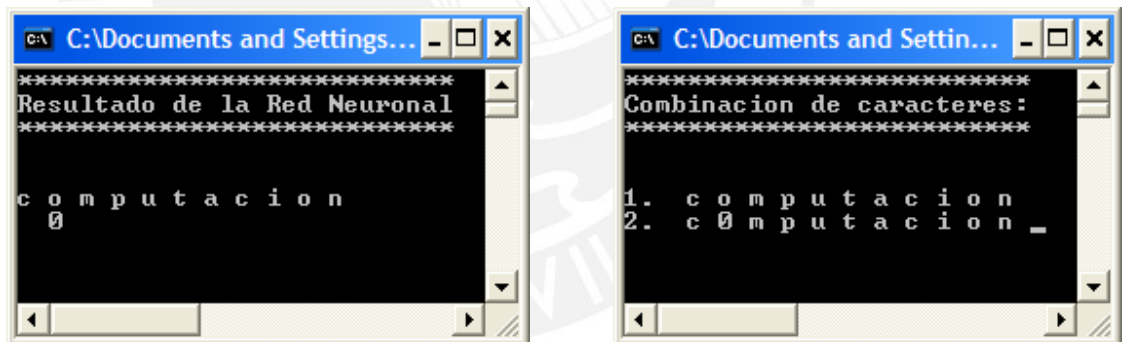 C:\Documents and Settings...
*****************************
Resultado de la Red Neuronal
*****************************
c o m p u t a c i o n
0
C:\Documents and Settin...
**************************
Combinacion de caracteres:
**************************
1. c o m p u t a c i o n
2. c 0 m p u t a c i o n _